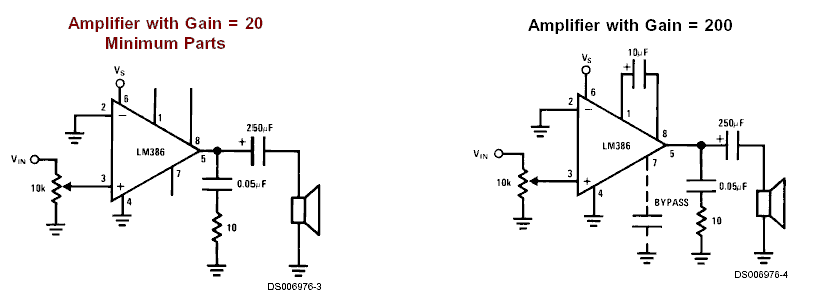 Amplifier with Gain = 20
Minimum Parts
VS
6
2
−
1
8
LM386
5
250µF
+
VIN
10k
3
+
7
4
0.05µF
10
DS006976-3
Amplifier with Gain = 200
10µF
+
VS
6
2
−
1
8
LM386
5
250µF
+
VIN
10k
3
+
7
4
BYPASS
0.05µF
10
DS006976-4